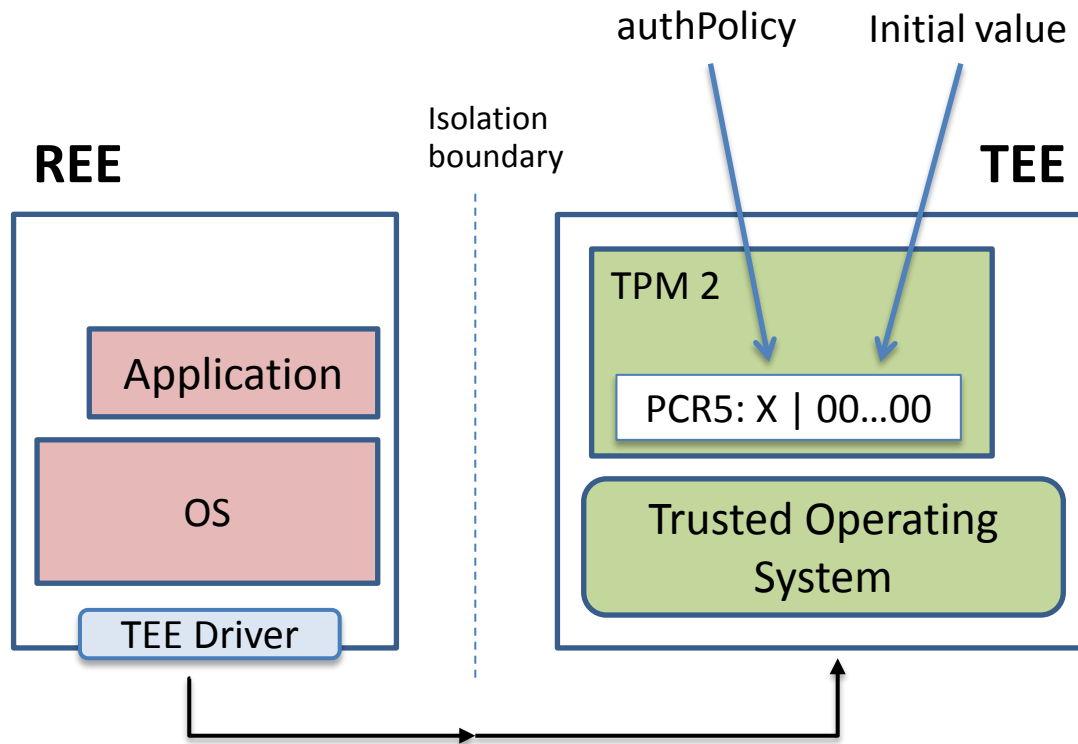 authPolicy
Initial value
Isolation
boundary
REE
TEE
TPM 2
Application
PCR5: X | 00...00
OS
Trusted Operating
System
TEE Driver